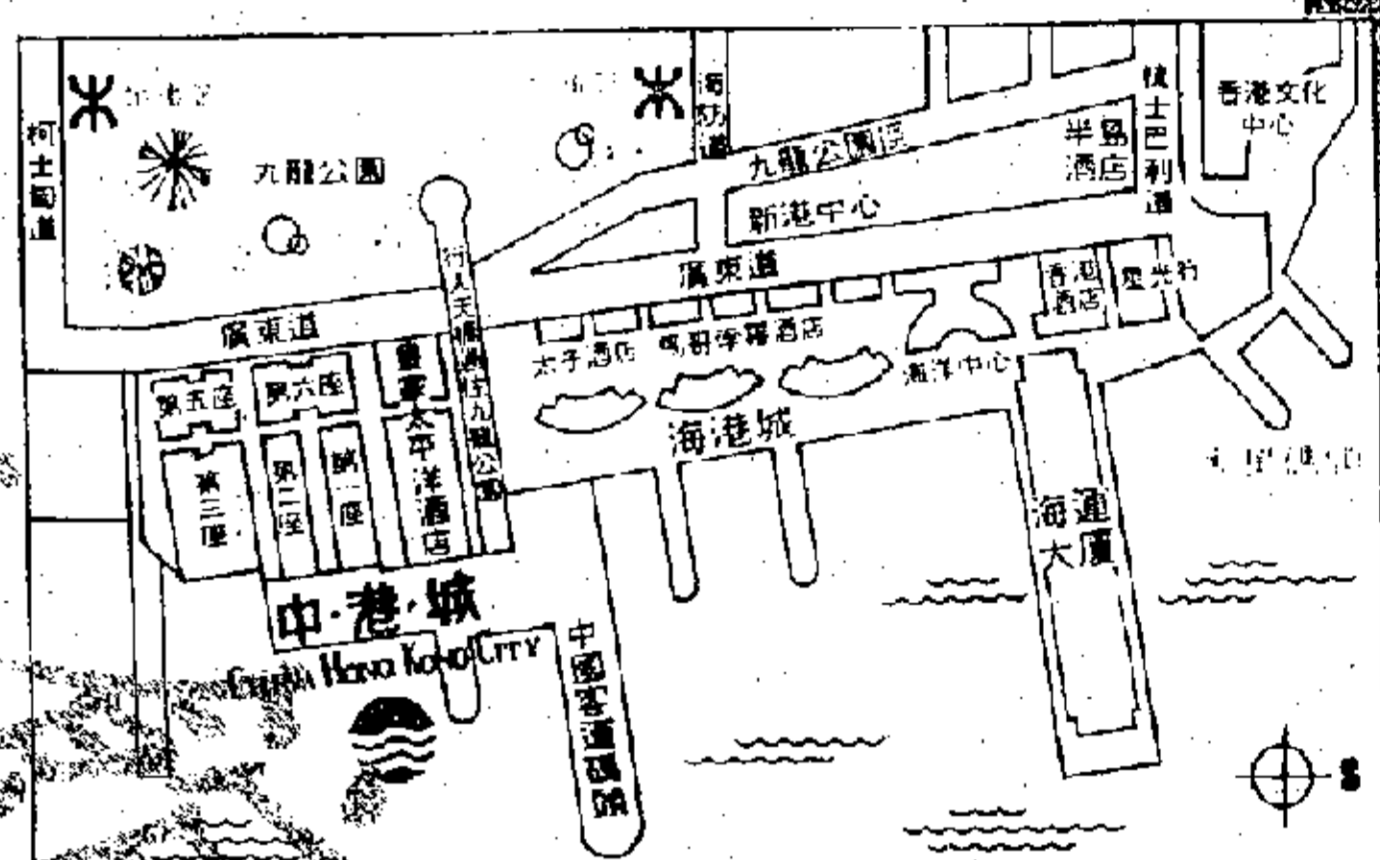 柯士甸道
九龍公園
海防道
九龍公園徑
半島
酒店
梳士巴利道
香港文化
中心
新港中心
廣東道
廣東道
行人天橋通往九龍公園
太子酒店
馬哥孛羅酒店
海洋中心
香港
酒店
星光行
第五座
第六座
皇家太平洋酒店
第三座
第二座
第一座
海港城
海運
大廈
中·港·城
CHINA HONG KONG CITY
中國客運碼頭